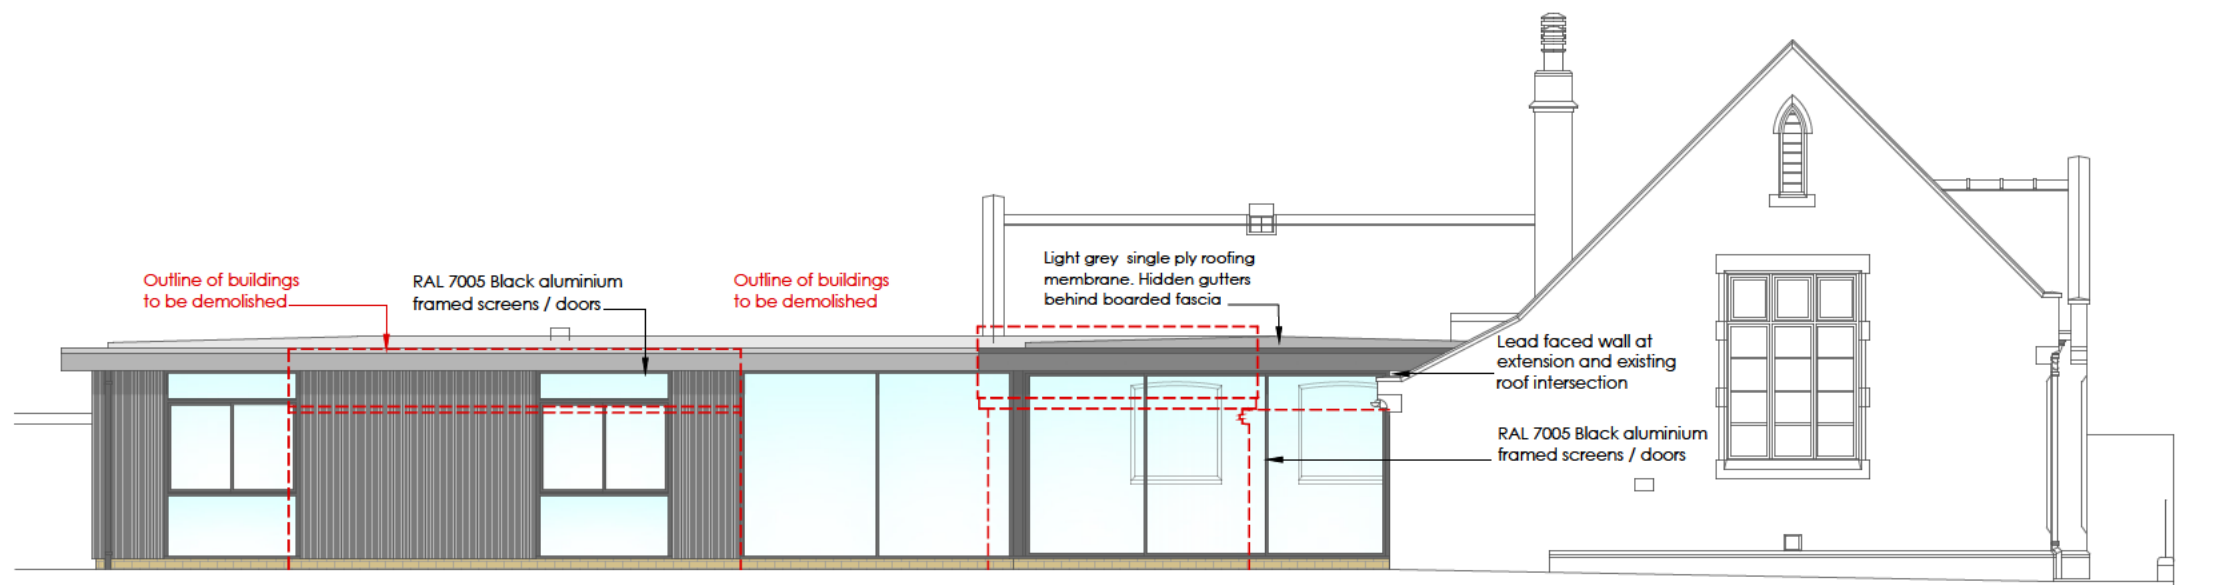 Outline of buildings
to be demolished
RAL 7005 Black aluminium
framed screens / doors
Outline of buildings
to be demolished
Light grey single ply roofing
membrane. Hidden gutters
behind boarded fascia
Lead faced wall at
extension and existing
roof intersection
RAL 7005 Black aluminium
framed screens / doors